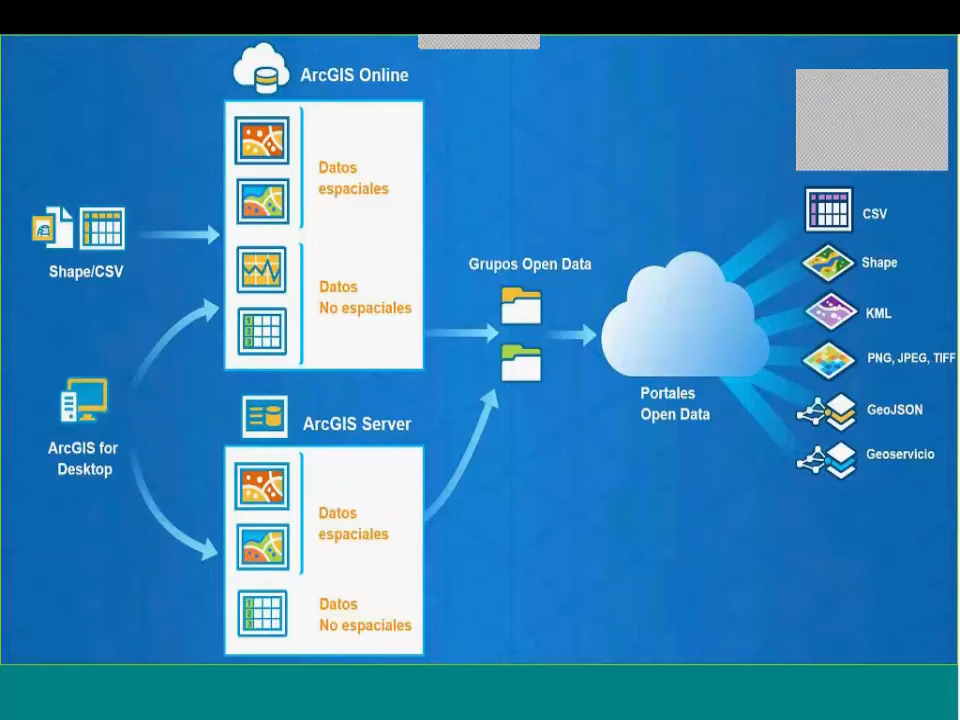 ArcGIS Online
Datos
espaciales
Datos
No espaciales
Shape/CSV
ArcGIS for
Desktop
ArcGIS Server
Datos
espaciales
Datos
No espaciales
Grupos Open Data
Portales
Open Data
CSV
Shape
KML
PNG, JPEG, TIFF
GeoJSON
Geoservicio